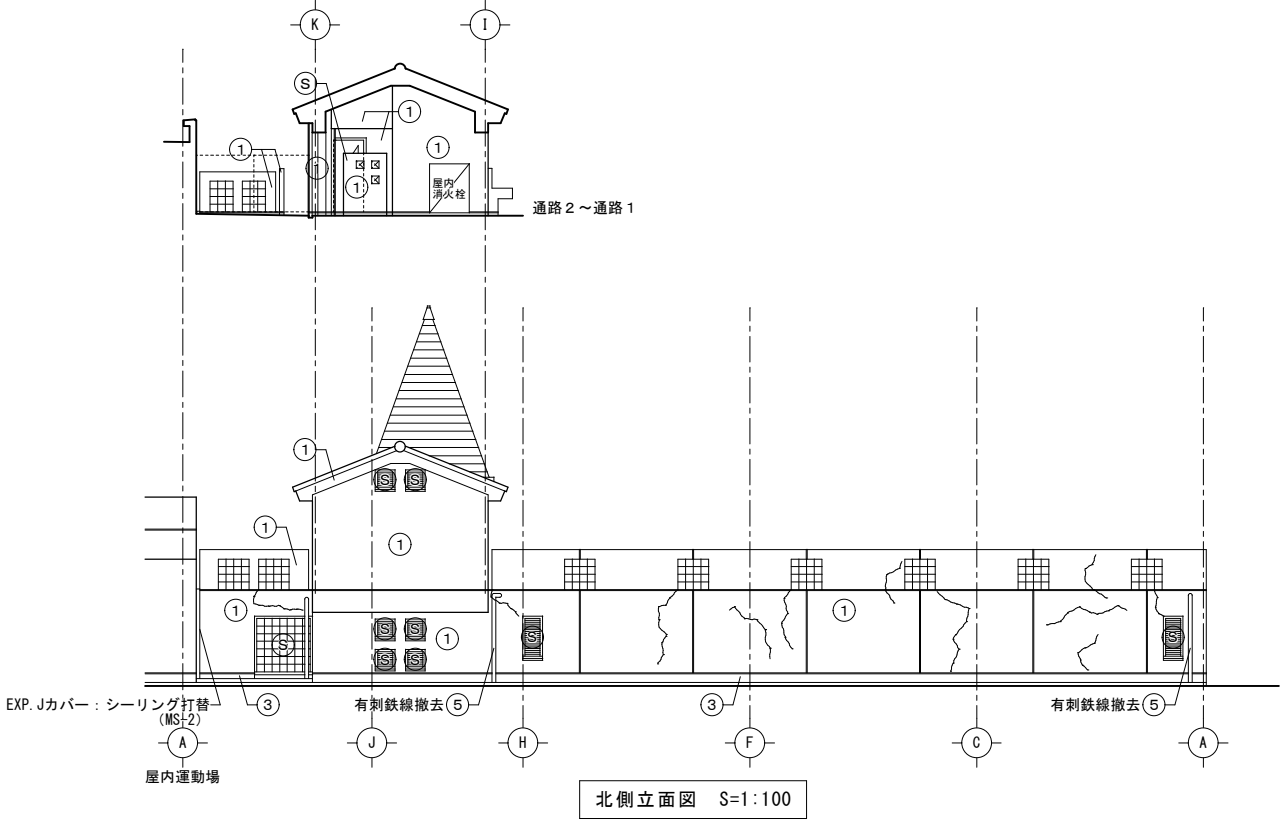 K
I
S
①
①
①
①
①
屋内
消火栓
通路２～通路１
①
S
S
①
①
①
①
①
S
S
S
S
S
S
S
S
EXP.Jカバー：シーリング打替
(MS-2)
③
有刺鉄線撤去⑤
③
有刺鉄線撤去⑤
A
J
H
F
C
A
屋内運動場
北側立面図　S=1:100